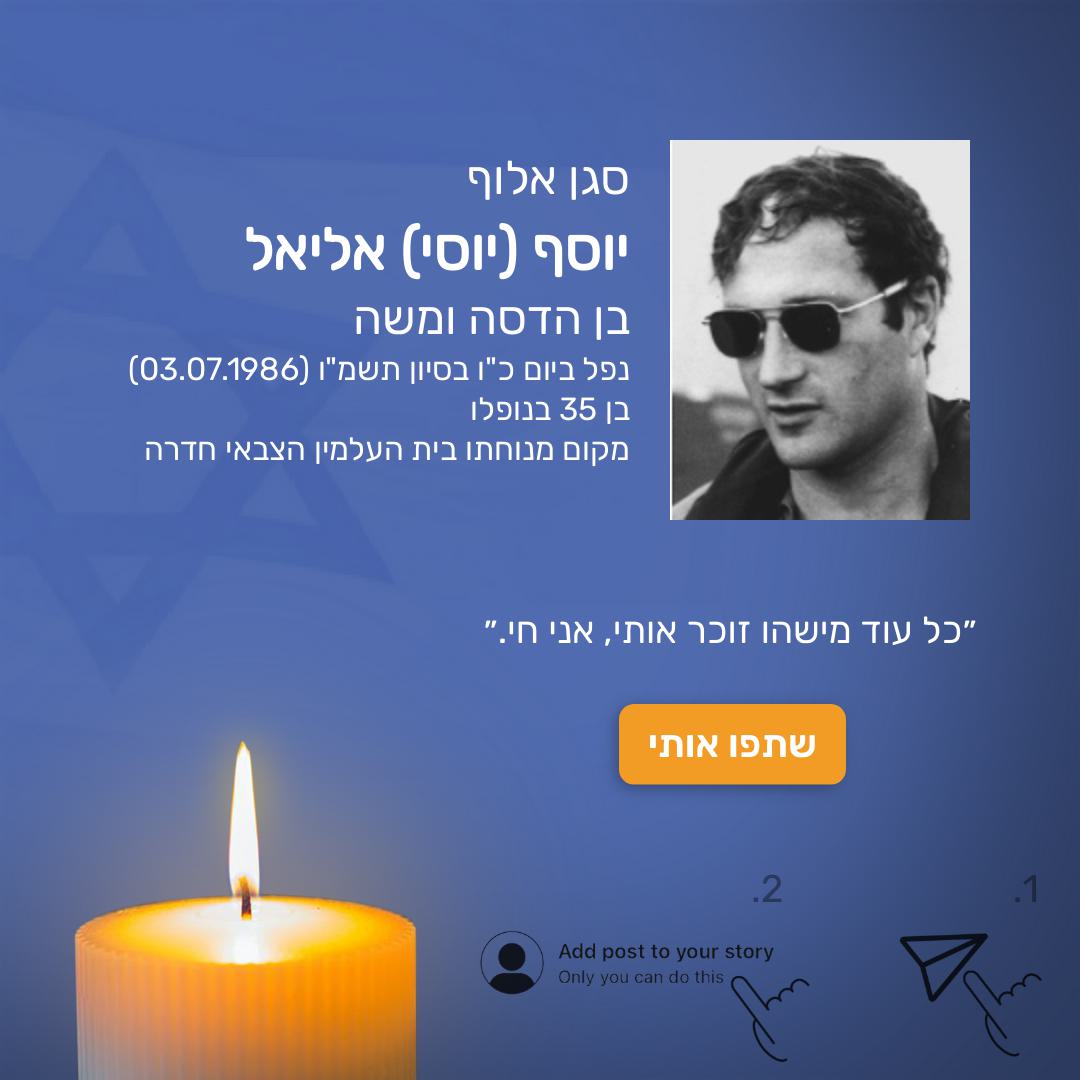 סגן אלוף
יוסף (יוסי) אליאל
בן הדסה ומשה
נפל ביום כ"ו בסיון תשמ"ו (03.07.1986)
בן 35 בנופלו
מקום מנוחתו בית העלמין הצבאי חדרה
״כל עוד מישהו זוכר אותי, אני חי.״
שתפו אותי
1.
2.
Add post to your story
Only you can do this